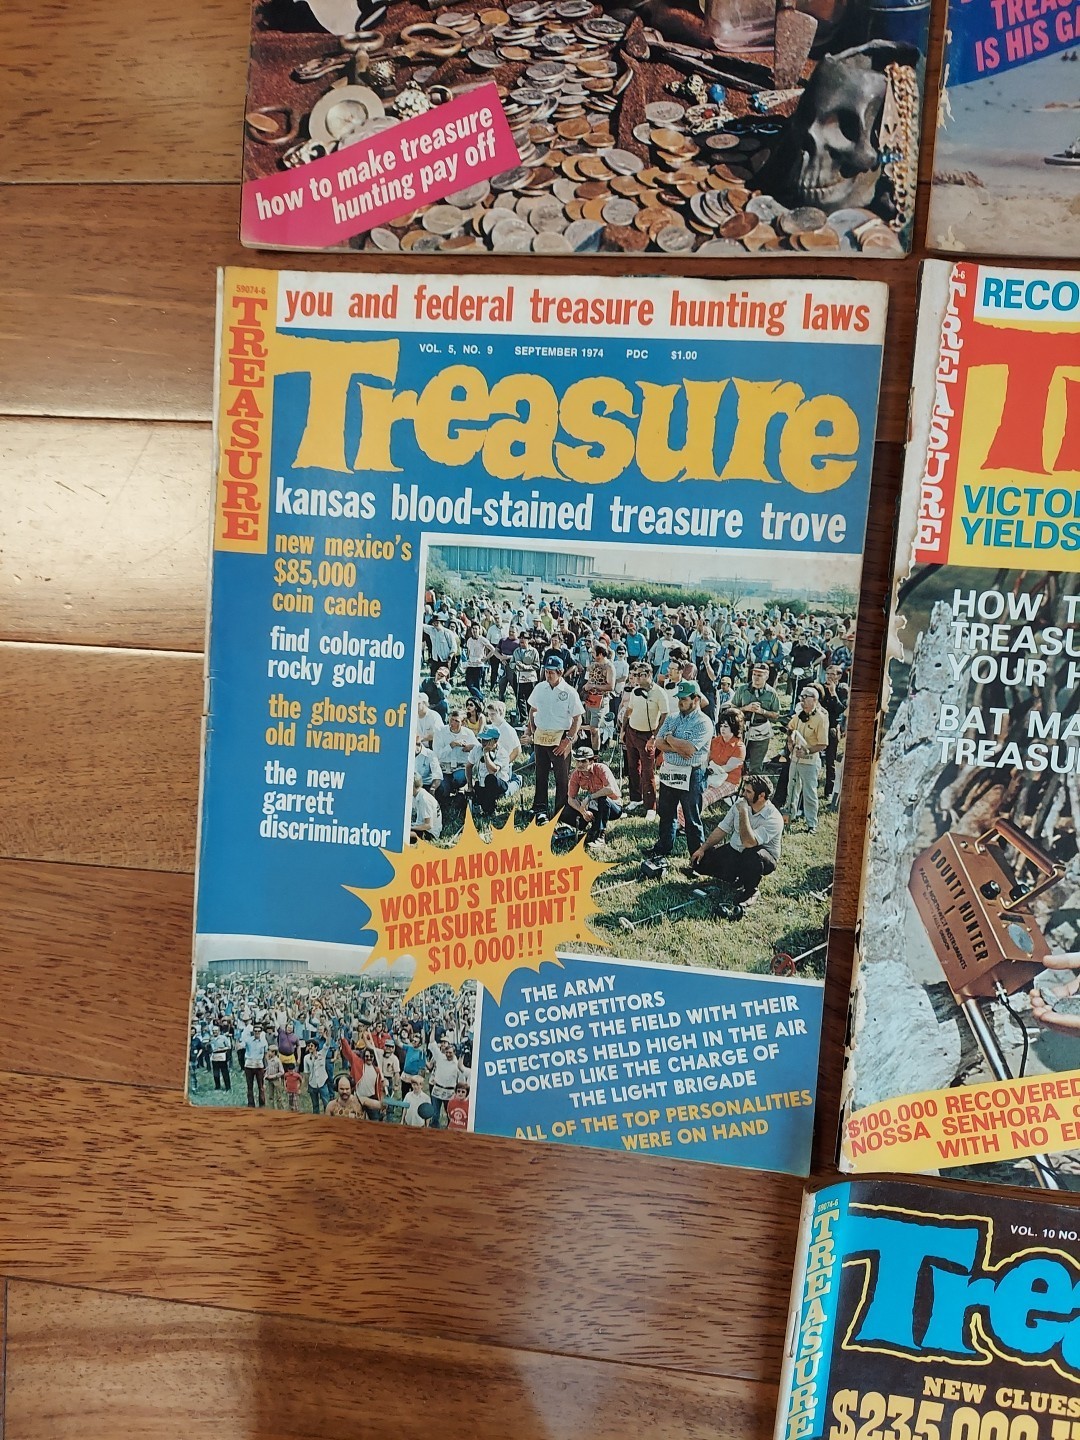 how to make treasure
hunting pay off
TREAS
IS HIS GA
59074-6
TREASURE
you and federal treasure hunting laws
VOL. 5, NO. 9 SEPTEMBER 1974 PDC $1.00
Treasure
kansas blood-stained treasure trove
new mexico's
$85,000
coin cache
find colorado
rocky gold
the ghosts of
old ivanpah
the new
garrett
discriminator
OKLAHOMA:
WORLD'S RICHEST
TREASURE HUNT!
$10,000!!!
THE ARMY
OF COMPETITORS
CROSSING THE FIELD WITH THEIR
DETECTORS HELD HIGH IN THE AIR
LOOKED LIKE THE CHARGE OF
THE LIGHT BRIGADE
ALL OF THE TOP PERSONALITIES
WERE ON HAND
TREASURE
RECO
VICTOR
YIELDS
HOW T
TREASU
YOUR H
BAT MA
TREASU
BOUNTY HUNTER
$100,000 RECOVERED
NOSSA SENHORA
WITH NO E
59074-6
TREASURE
VOL. 10 NO.
Trea
NEW CLUES
$235,000